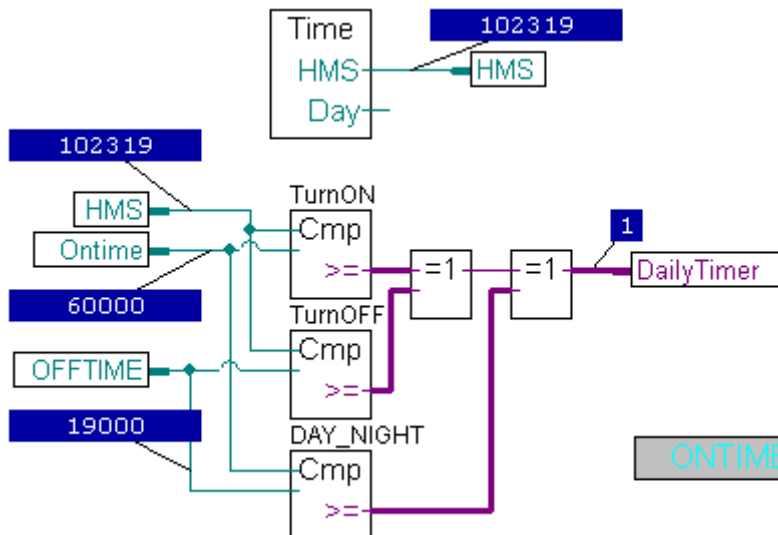 Time
102319
HMS
HMS
Day
102319
HMS
Ontime
60000
OFFTIME
19000
TurnON
Cmp
>=
TurnOFF
Cmp
>=
DAY_NIGHT
Cmp
>=
=1
=1
1
DailyTimer
ONTIME